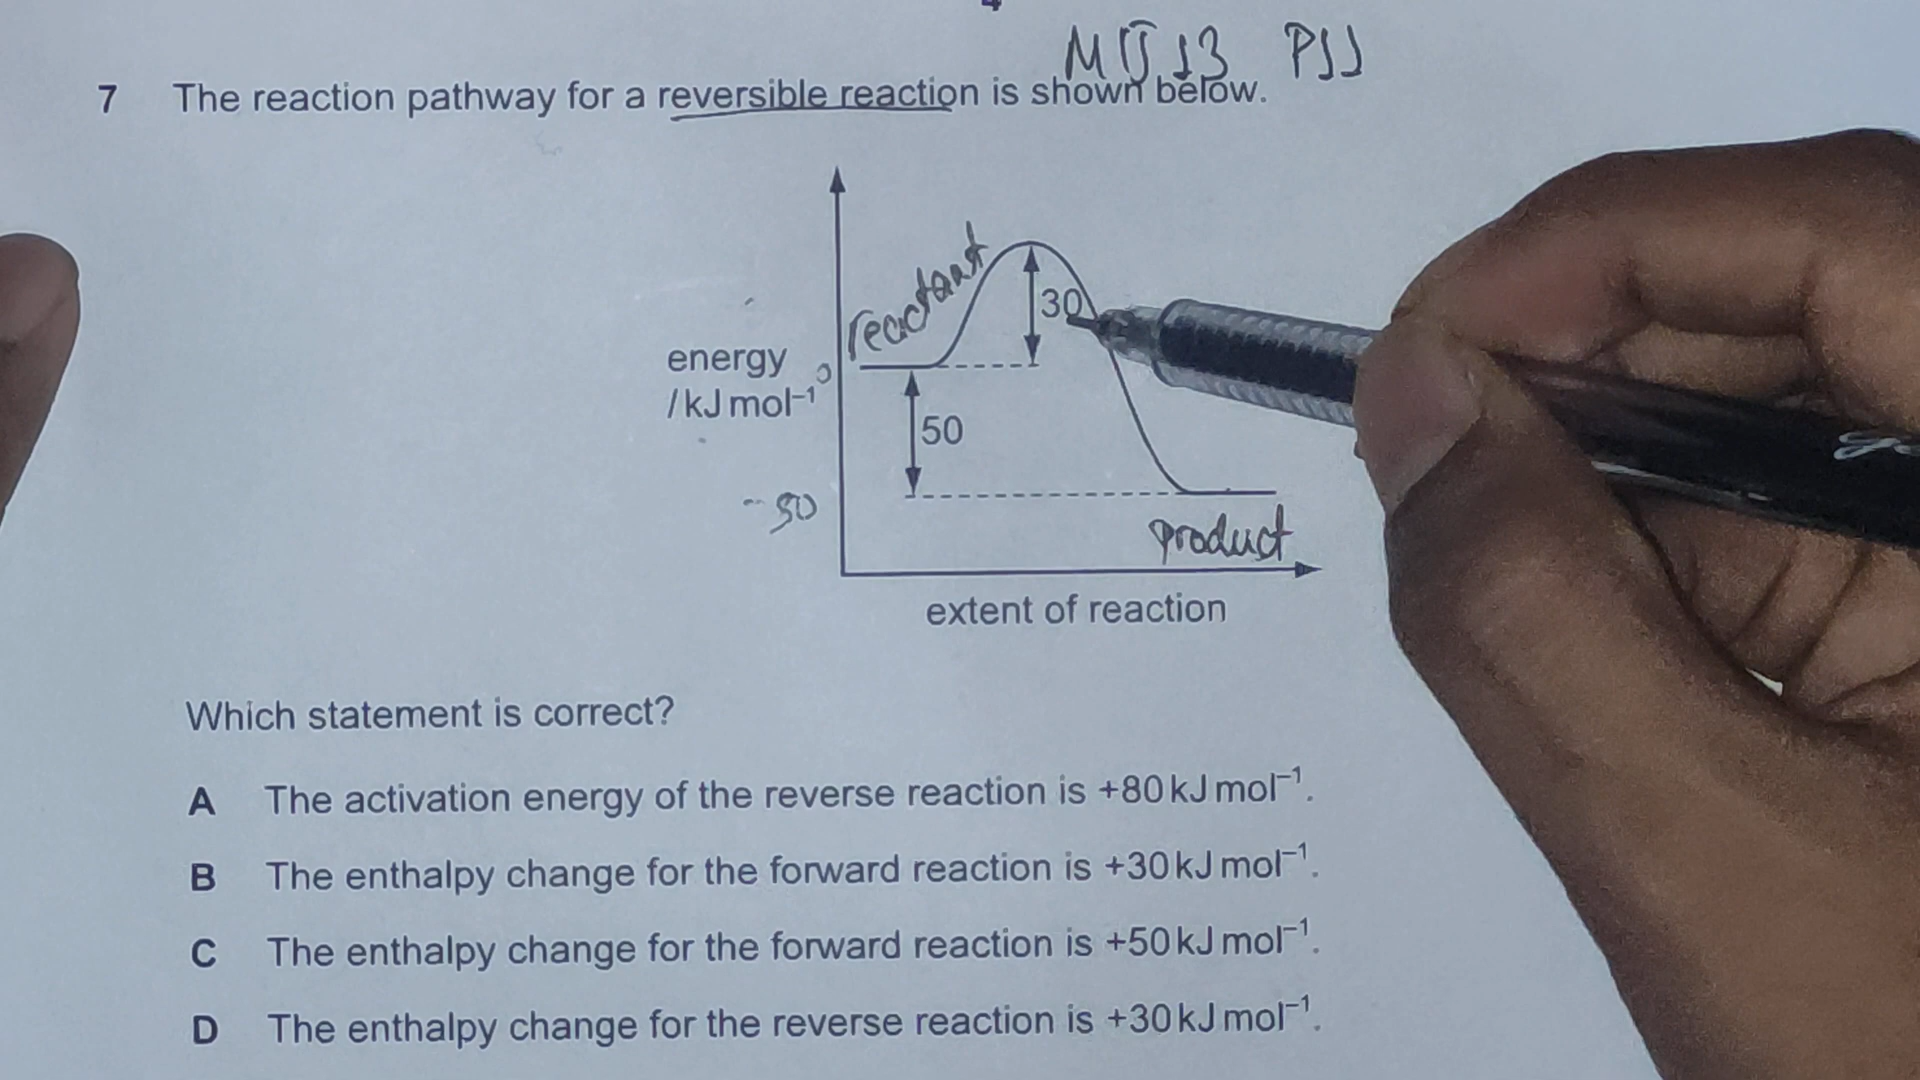 MJ 13 P11
7 The reaction pathway for a reversible reaction is shown below.
reactant
30
energy
/kJ mol⁻¹
0
50
-50
product
extent of reaction
Which statement is correct?
A The activation energy of the reverse reaction is +80 kJ mol⁻¹.
B The enthalpy change for the forward reaction is +30 kJ mol⁻¹.
C The enthalpy change for the forward reaction is +50 kJ mol⁻¹.
D The enthalpy change for the reverse reaction is +30 kJ mol⁻¹.